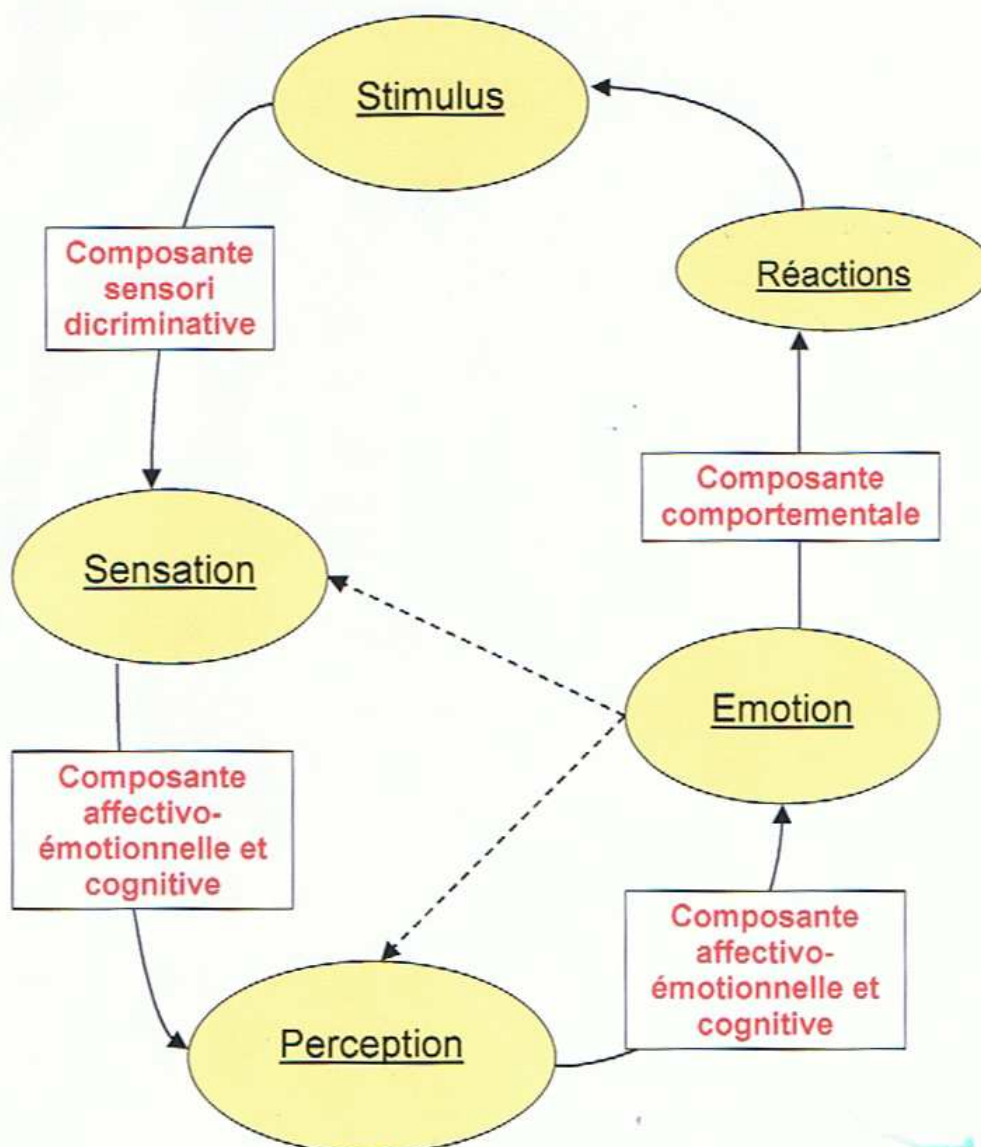 Stimulus
Composante
sensori
dicriminative
Réactions
Composante
comportementale
Sensation
Emotion
Composante
affectivo-
émotionnelle et
cognitive
Composante
affectivo-
émotionnelle et
cognitive
Perception